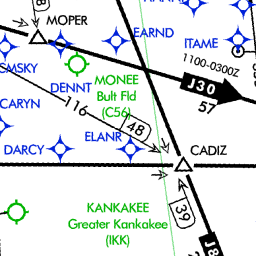 MOPER
EARND
ITAME
1100-0300Z
MONEE
Bult Fld
(C56)
DENNT
J30
57
CMSKY
CARYN
116
48
ELANR
DARCY
CADIZ
KANKAKEE
Greater Kankakee
(IKK)
39